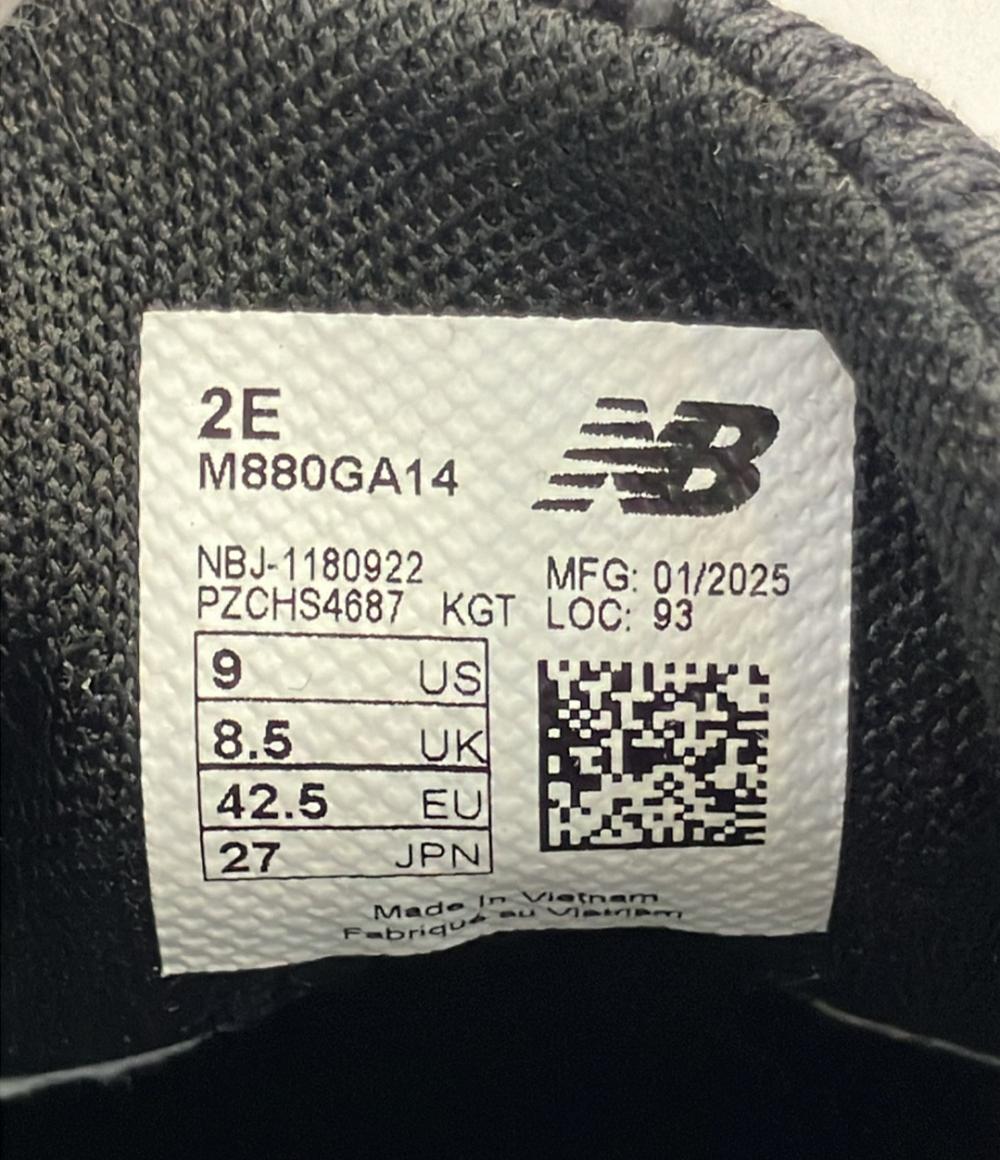 2E
M880GA14
NB
NBJ-1180922
PZCHS4687 KGT
MFG: 01/2025
LOC: 93
9 US
8.5 UK
42.5 EU
27 JPN
Made in Vietnam
Fabriqué au Vietnam